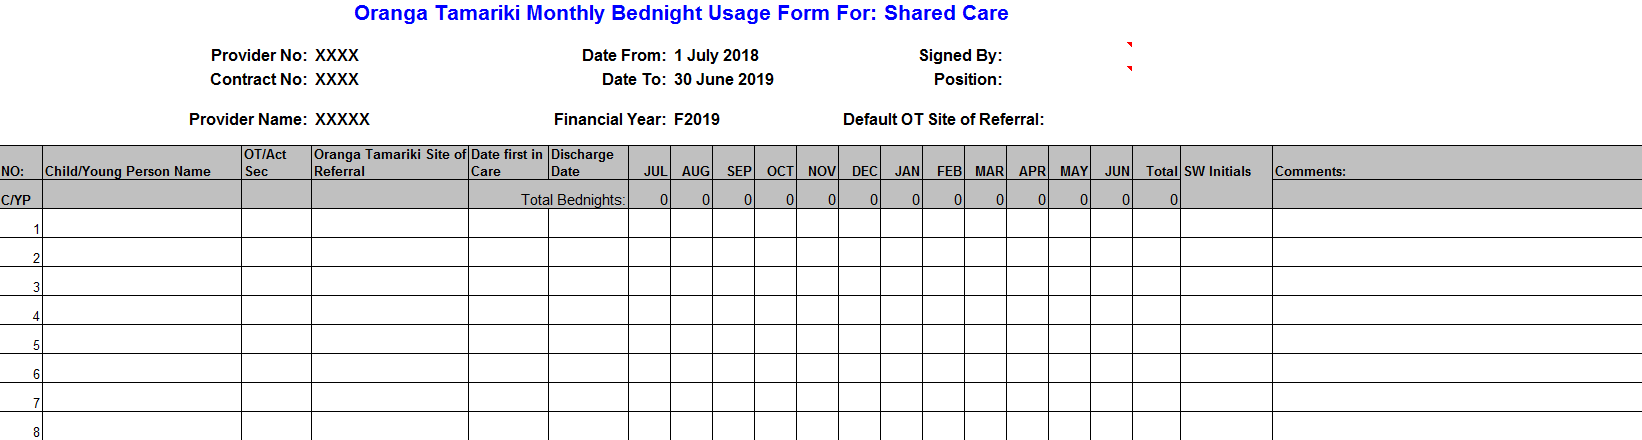 Oranga Tamariki Monthly Bednight Usage Form For: Shared Care
Provider No: XXXX Date From: 1 July 2018 Signed By:
Contract No: XXXX Date To: 30 June 2019 Position:
Provider Name: XXXXX Financial Year: F2019 Default OT Site of Referral:
OT/Act Oranga Tamariki Site of Date first in Discharge
NO: Child/Young Person Name Sec Referral Care Date JUL AUG SEP OCT NOV DEC JAN FEB MAR APR MAY JUN Total SW Initials Comments:
C/YP Total Bednights: 0 0 0 0 0 0 0 0 0 0 0 0 0
1
2
3
4
5
6
7
8